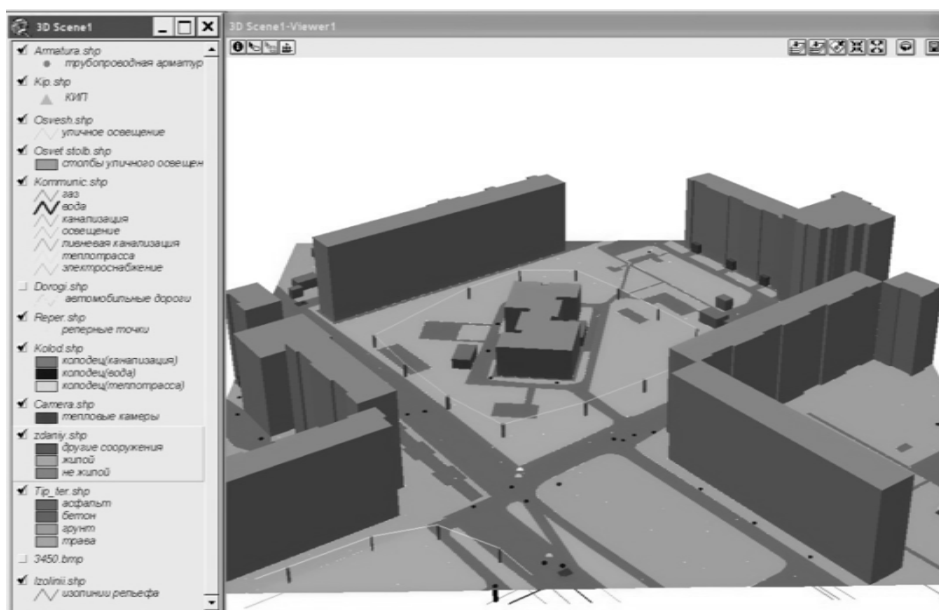 3D Scene1
3D Scene1-Viewer1
Armatura.shp
трубопроводная арматур
Kip.shp
КИП
Osvesh.shp
уличное освещение
Osvet stolb.shp
столбы уличного освещен
Kommunic.shp
газ
вода
канализация
освещение
ливневая канализация
теплотрасса
электроснабжение
Dorogi.shp
автомобильные дороги
Reper.shp
реперные точки
Kolod.shp
колодец(канализация)
колодец(вода)
колодец(теплотрасса)
Camera.shp
тепловые камеры
zdaniy.shp
другие сооружения
жилой
не жилой
Tip_ter.shp
асфальт
бетон
грунт
трава
3450.bmp
Izolinii.shp
изолинии рельефа